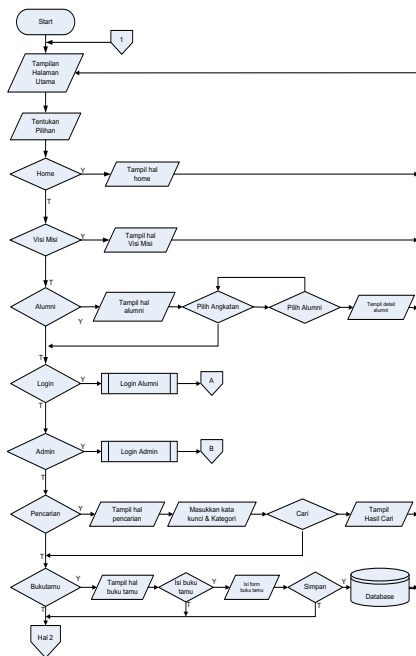 Start
1
Tampilan
Halaman
Utama
Tentukan
Pilihan
Home
Y
Tampil hal
home
T
Visi Misi
Y
Tampil hal
Visi Misi
T
Alumni
Y
Tampil hal
alumni
Pilih Angkatan
Pilih Alumni
Tampil detail
alumni
T
Login
Y
Login Alumni
A
T
Admin
Y
Login Admin
B
T
Pencarian
Y
Tampil hal
pencarian
Masukkan kata
kunci & Kategori
Cari
Tampil
Hasil Cari
T
Bukutamu
Y
Tampil hal
buku tamu
Isi buku
tamu
Y
Isi form
buku tamu
Simpan
Y
Database
T
T
T
Hal 2